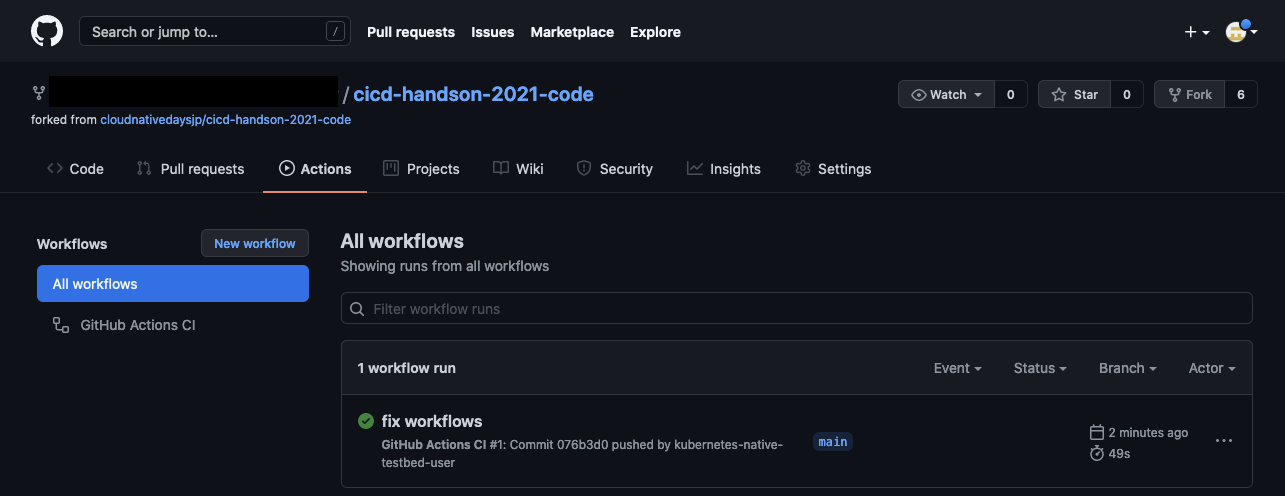 Search or jump to... /
Pull requests Issues Marketplace Explore
/ cicd-handson-2021-code
Watch 0 Star 0 Fork 6
forked from cloudnativedaysjp/cicd-handson-2021-code
Code Pull requests Actions Projects Wiki Security Insights Settings
Workflows
New workflow
All workflows
GitHub Actions CI
All workflows
Showing runs from all workflows
Filter workflow runs
1 workflow run Event Status Branch Actor
fix workflows
GitHub Actions CI #1: Commit 076b3d0 pushed by kubernetes-native-
testbed-user
main
2 minutes ago
49s